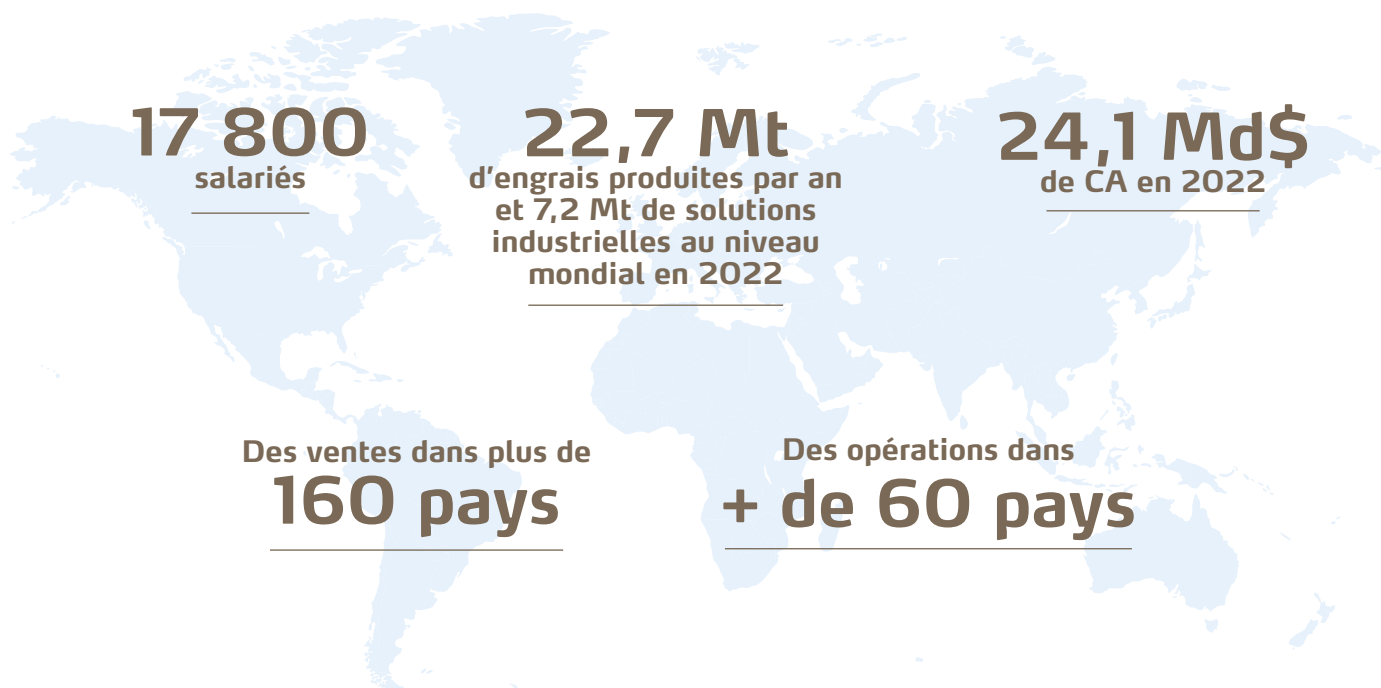 17 800
salariés
22,7 Mt
d’engrais produites par an
et 7,2 Mt de solutions
industrielles au niveau
mondial en 2022
24,1 Md$
de CA en 2022
Des ventes dans plus de
160 pays
Des opérations dans
+ de 60 pays